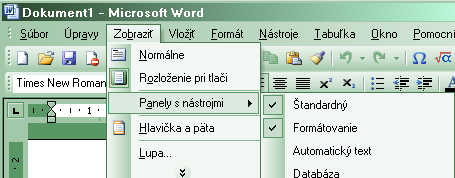 Dokument1 - Microsoft Word
Súbor Úpravy Zobraziť Vložiť Formát Nástroje Tabuľka Okno Pomocní
Normálne
Times New Roman
Rozloženie pri tlači
Panely s nástrojmi
Štandardný
Hlavička a päta
Formátovanie
Lupa...
Automatický text
Databáza